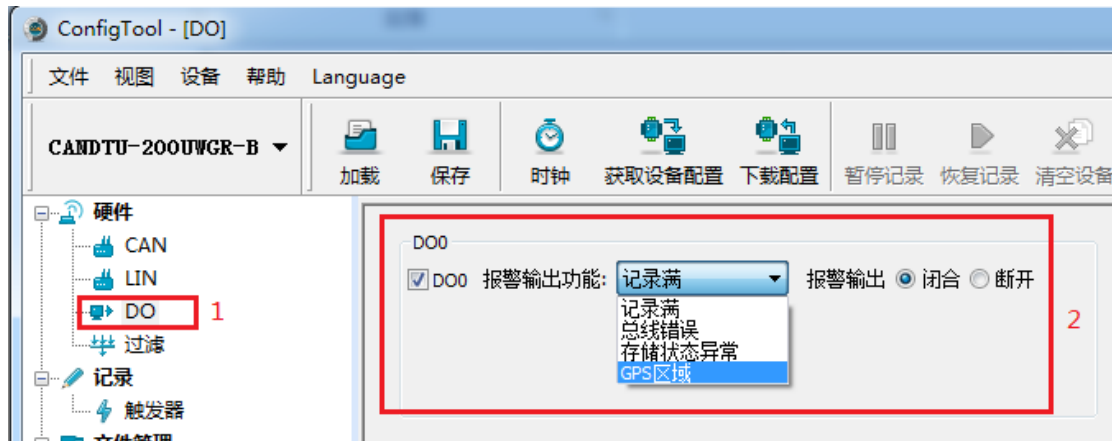 ConfigTool - [DO]
文件 视图 设备 帮助 Language
CANDTU-200UWGR-B
加载 保存 时钟 获取设备配置 下载配置 暂停记录 恢复记录 清空设备
硬件
CAN
LIN
DO 1
过滤
记录
触发器
文件管理
DO0
DO0 报警输出功能: 记录满 报警输出 闭合 断开
记录满
总线错误
存储状态异常
GPS区域
2